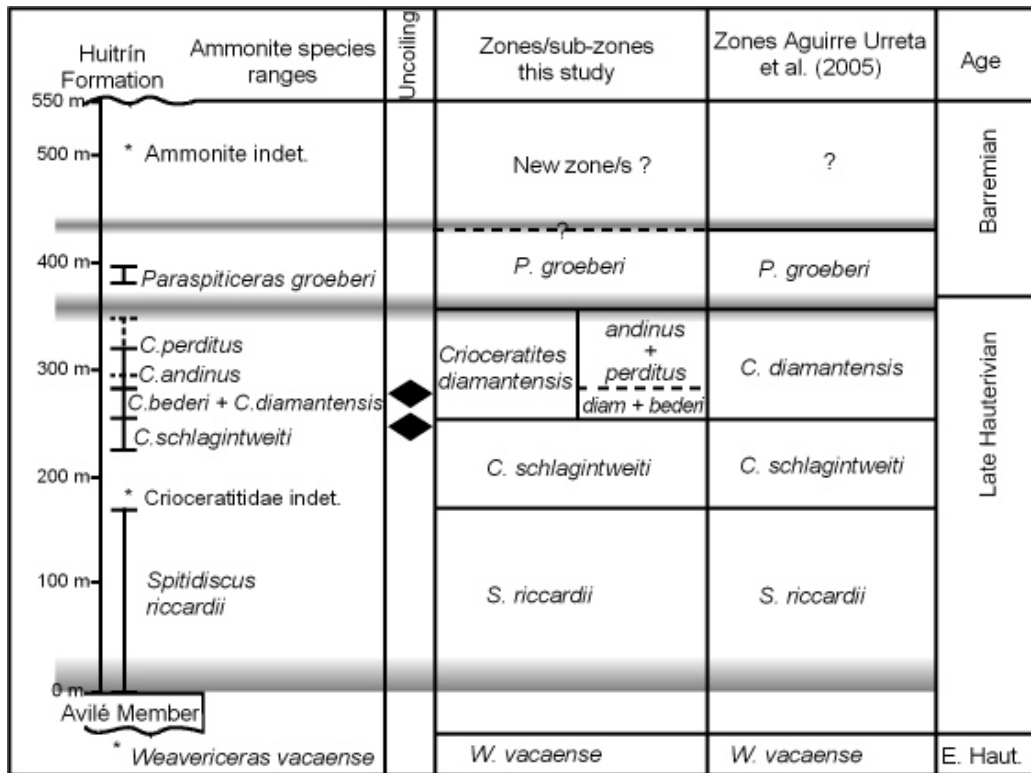 Huitrín
Formation
Ammonite species
ranges
Uncoiling
Zones/sub-zones
this study
Zones Aguirre Urreta
et al. (2005)
Age
550 m
500 m
* Ammonite indet.
New zone/s ?
?
Barremian
?
400 m
Paraspiticeras groeberi
P. groeberi
P. groeberi
300 m
C.perditus
C.andinus
C.bederi + C.diamantensis
C.schlagintweiti
Crioceratites
diamantensis
andinus
+
perditus
diam + bederi
C. diamantensis
200 m
C. schlagintweiti
C. schlagintweiti
Late Hauterivian
* Crioceratitidae indet.
100 m
Spitidiscus
riccardii
S. riccardii
S. riccardii
0 m
Avilé Member
* Weavericeras vacaense
W. vacaense
W. vacaense
E. Haut.